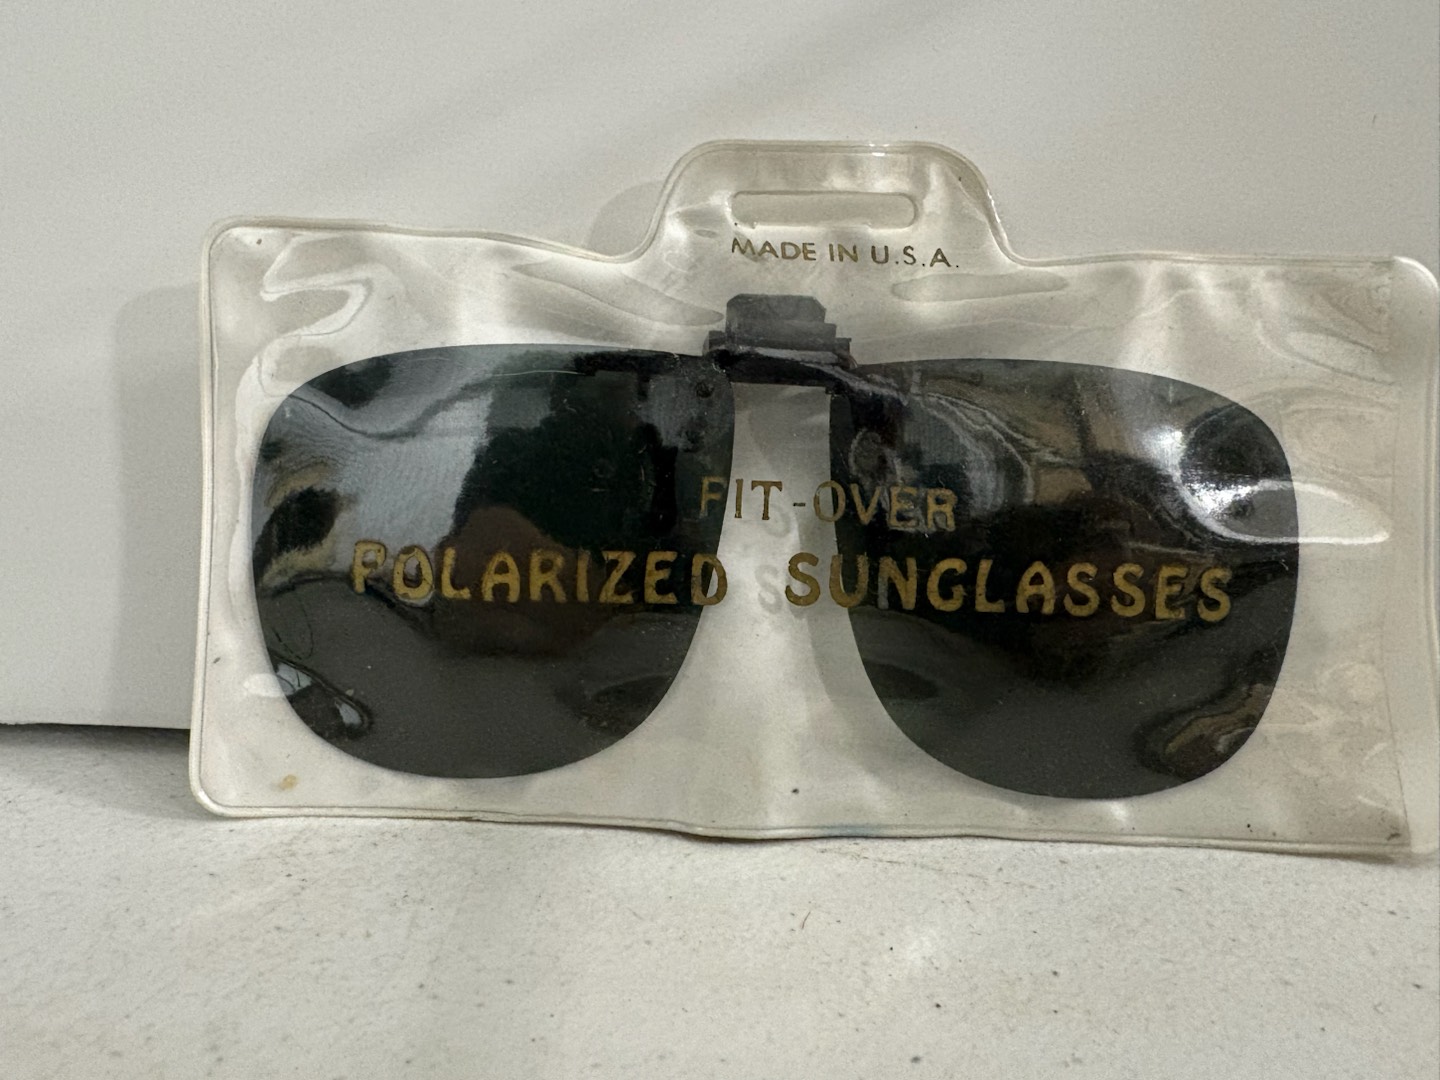 MADE IN U.S.A.
FIT-OVER
POLARIZED SUNGLASSES